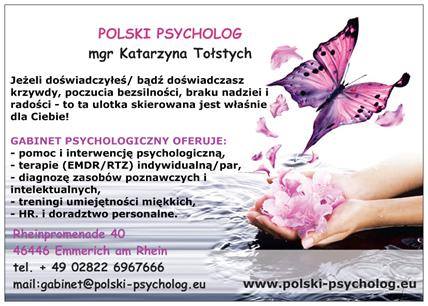 POLSKI PSYCHOLOG
mgr Katarzyna Tołstych
Jeżeli doświadczyłeś/ bądź doświadczasz
krzywdy, poczucia bezsilności, braku nadziei i
radości - to ta ulotka skierowana jest właśnie
dla Ciebie!
GABINET PSYCHOLOGICZNY OFERUJE:
- pomoc i interwencję psychologiczną,
- terapie (EMDR/RTZ) indywidualną/par,
- diagnozę zasobów poznawczych i
intelektualnych,
- treningi umiejętności miękkich,
- HR. i doradztwo personalne.
Rheinpromenade 40
46446 Emmerich am Rhein
tel. + 49 02822 6967666
mail:gabinet@polski-psycholog.eu
www.polski-psycholog.eu